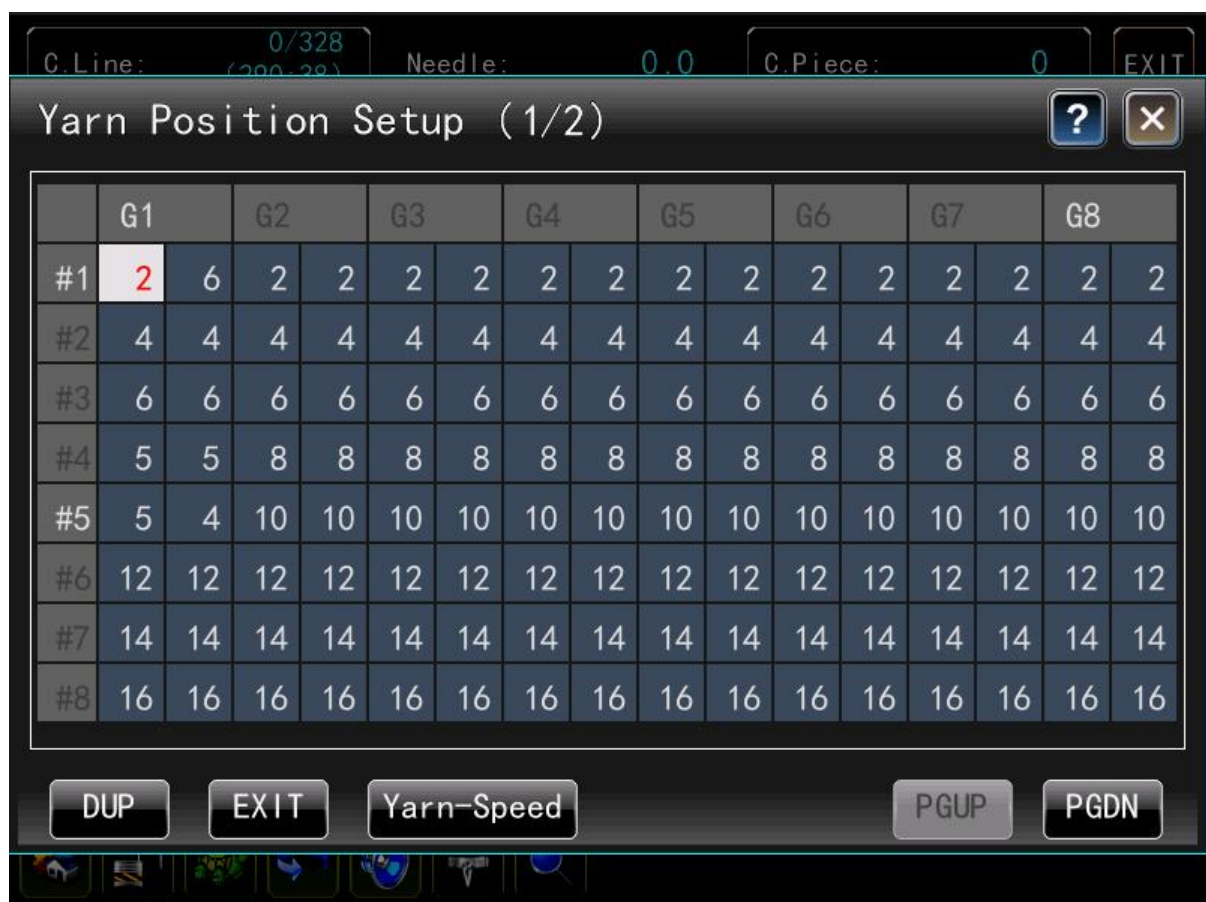 0/328
C.Line: Needle: 0.0 C.Piece: 0 EXIT
Yarn Position Setup (1/2) ?
G1 G2 G3 G4 G5 G6 G7 G8
#1 2 6 2 2 2 2 2 2 2 2 2 2 2 2 2 2
#2 4 4 4 4 4 4 4 4 4 4 4 4 4 4 4 4
#3 6 6 6 6 6 6 6 6 6 6 6 6 6 6 6 6
#4 5 5 8 8 8 8 8 8 8 8 8 8 8 8 8 8
#5 5 4 10 10 10 10 10 10 10 10 10 10 10 10 10 10
#6 12 12 12 12 12 12 12 12 12 12 12 12 12 12 12 12
#7 14 14 14 14 14 14 14 14 14 14 14 14 14 14 14 14
#8 16 16 16 16 16 16 16 16 16 16 16 16 16 16 16 16
DUP EXIT Yarn-Speed PGUP PGDN